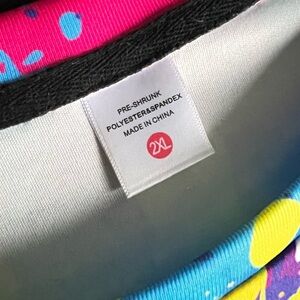 PRE-SHRUNK
POLYESTER&SPANDEX
MADE IN CHINA
2XL